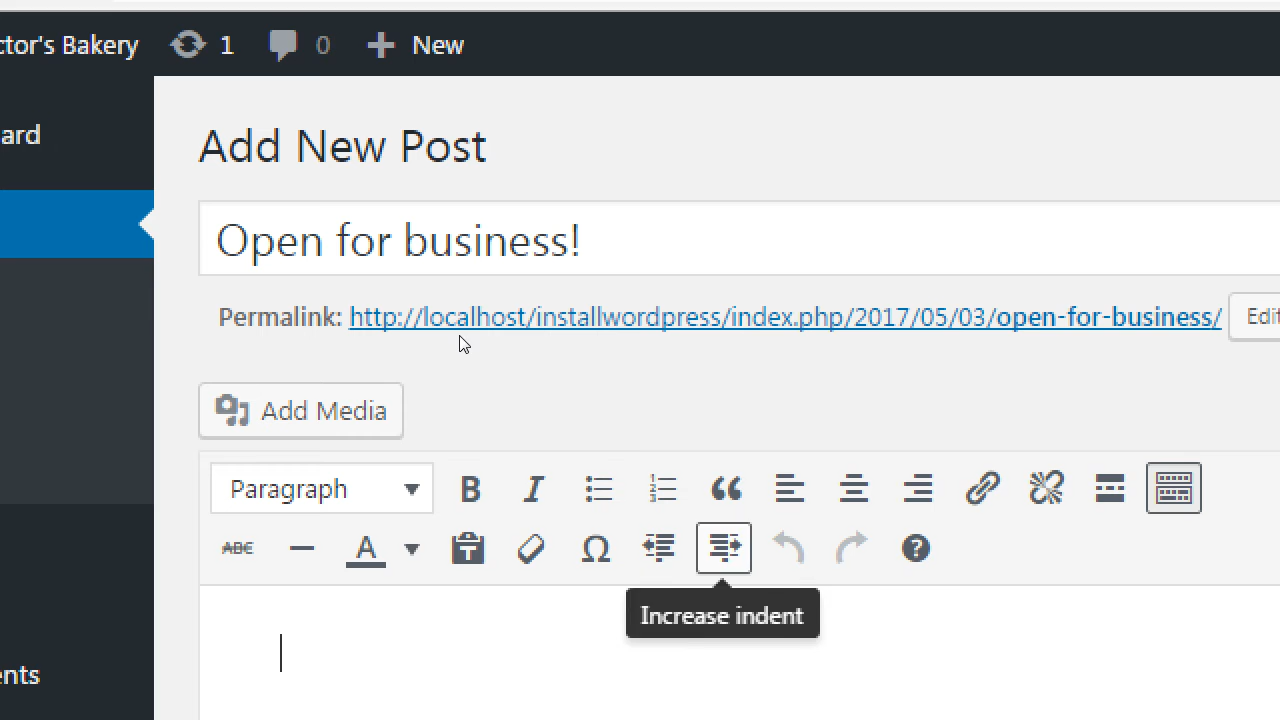 ctor's Bakery 1 0 New
ard
Add New Post
Open for business!
Permalink: http://localhost/installwordpress/index.php/2017/05/03/open-for-business/ Edit
Add Media
Paragraph B I
ABC A
Increase indent
ents